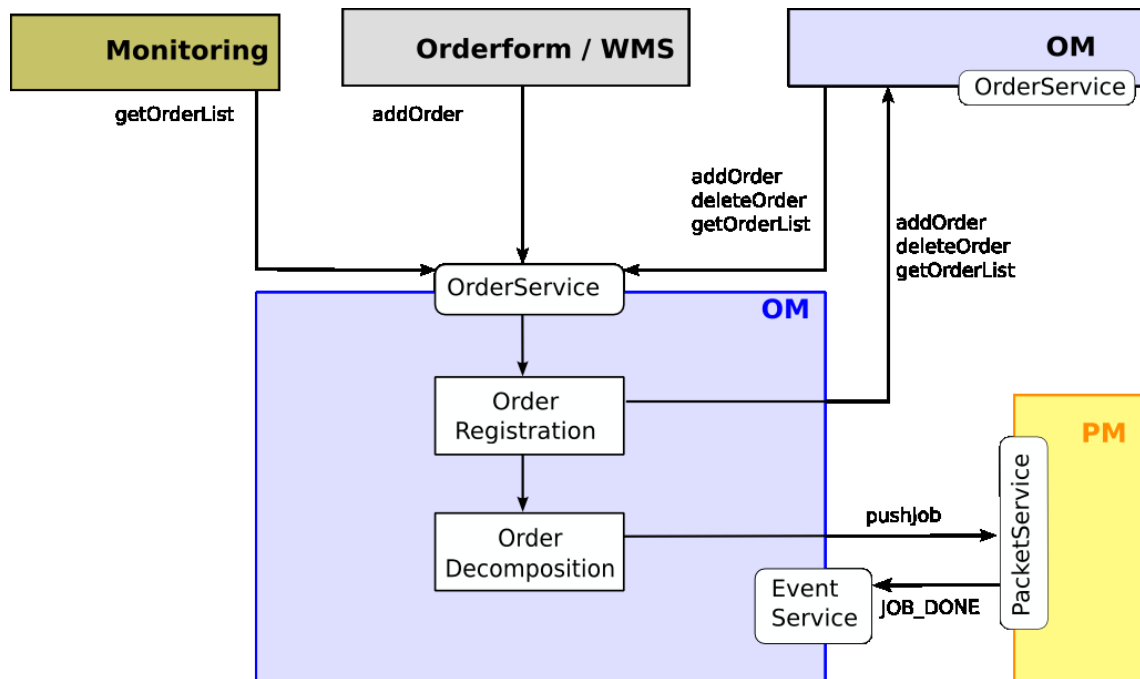 Monitoring
Orderform / WMS
OM
OrderService
getOrderList
addOrder
addOrder
deleteOrder
getOrderList
addOrder
deleteOrder
getOrderList
OrderService
OM
Order
Registration
PM
Order
Decomposition
pushJob
PacketService
Event
Service
JOB_DONE